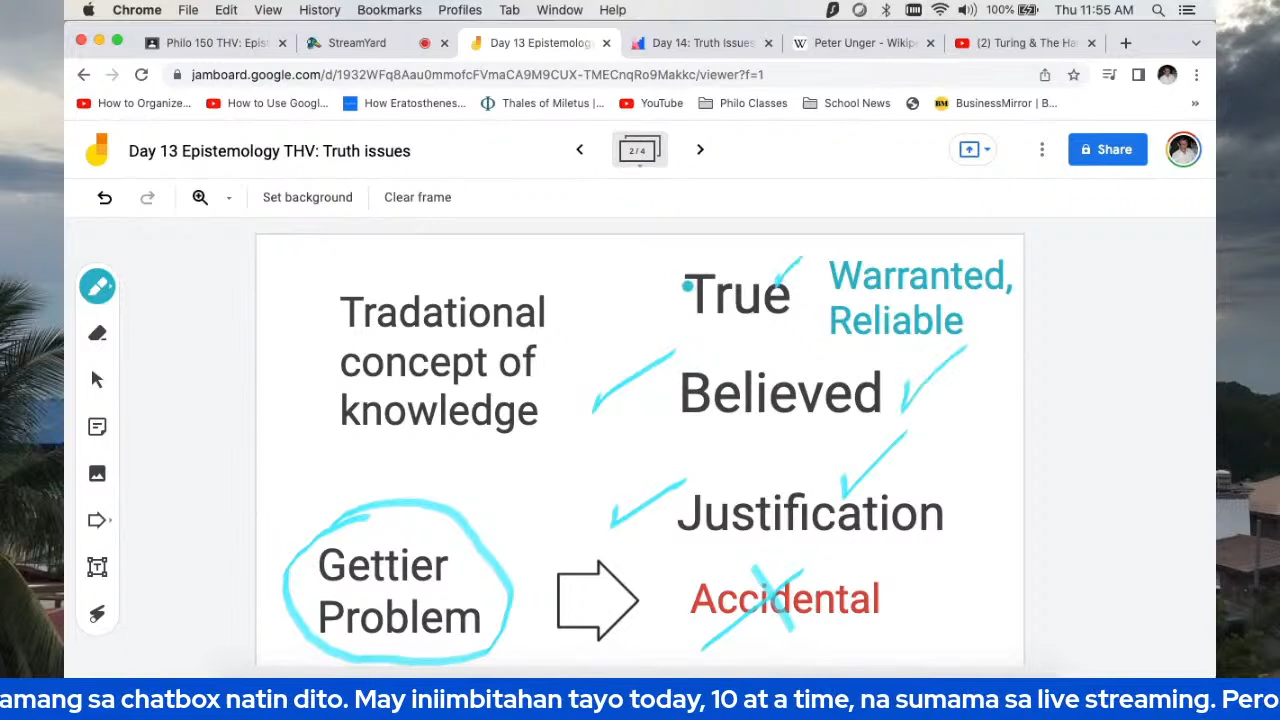 Chrome File Edit View History Bookmarks Profiles Tab Window Help 100% Thu 11:55 AM
Philo 150 THV: Epist StreamYard Day 13 Epistemology Day 14: Truth Issues Peter Unger - Wikip (2) Turing & The Ha
jamboard.google.com/d/1932WFq8Aau0mmofcFVmaCA9M9CUX-TMECnqRo9Makkc/viewer?f=1
How to Organize... How to Use Googl... How Eratosthenes... Thales of Miletus |... YouTube Philo Classes School News BM BusinessMirror | B... »
Day 13 Epistemology THV: Truth issues 2/4 Share
Set background Clear frame
Tradational
concept of
knowledge
True
Warranted,
Reliable
Believed
Justification
Gettier
Problem
Accidental
amang sa chatbox natin dito. May iniimbitahan tayo today, 10 at a time, na sumama sa live streaming. Pero